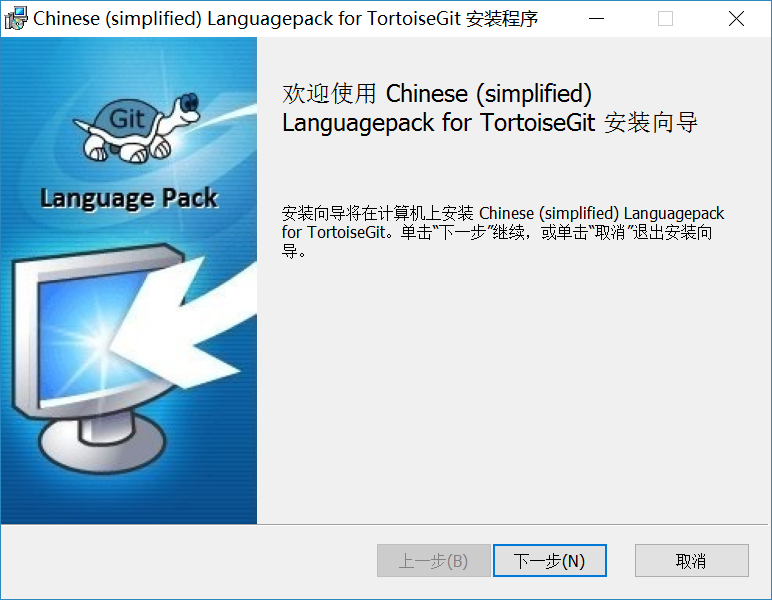 Chinese (simplified) Languagepack for TortoiseGit 安装程序
Git
Language Pack
欢迎使用 Chinese (simplified)
Languagepack for TortoiseGit 安装向导
安装向导将在计算机上安装 Chinese (simplified) Languagepack
for TortoiseGit。单击“下一步”继续，或单击“取消”退出安装向
导。
上一步(B)
下一步(N)
取消